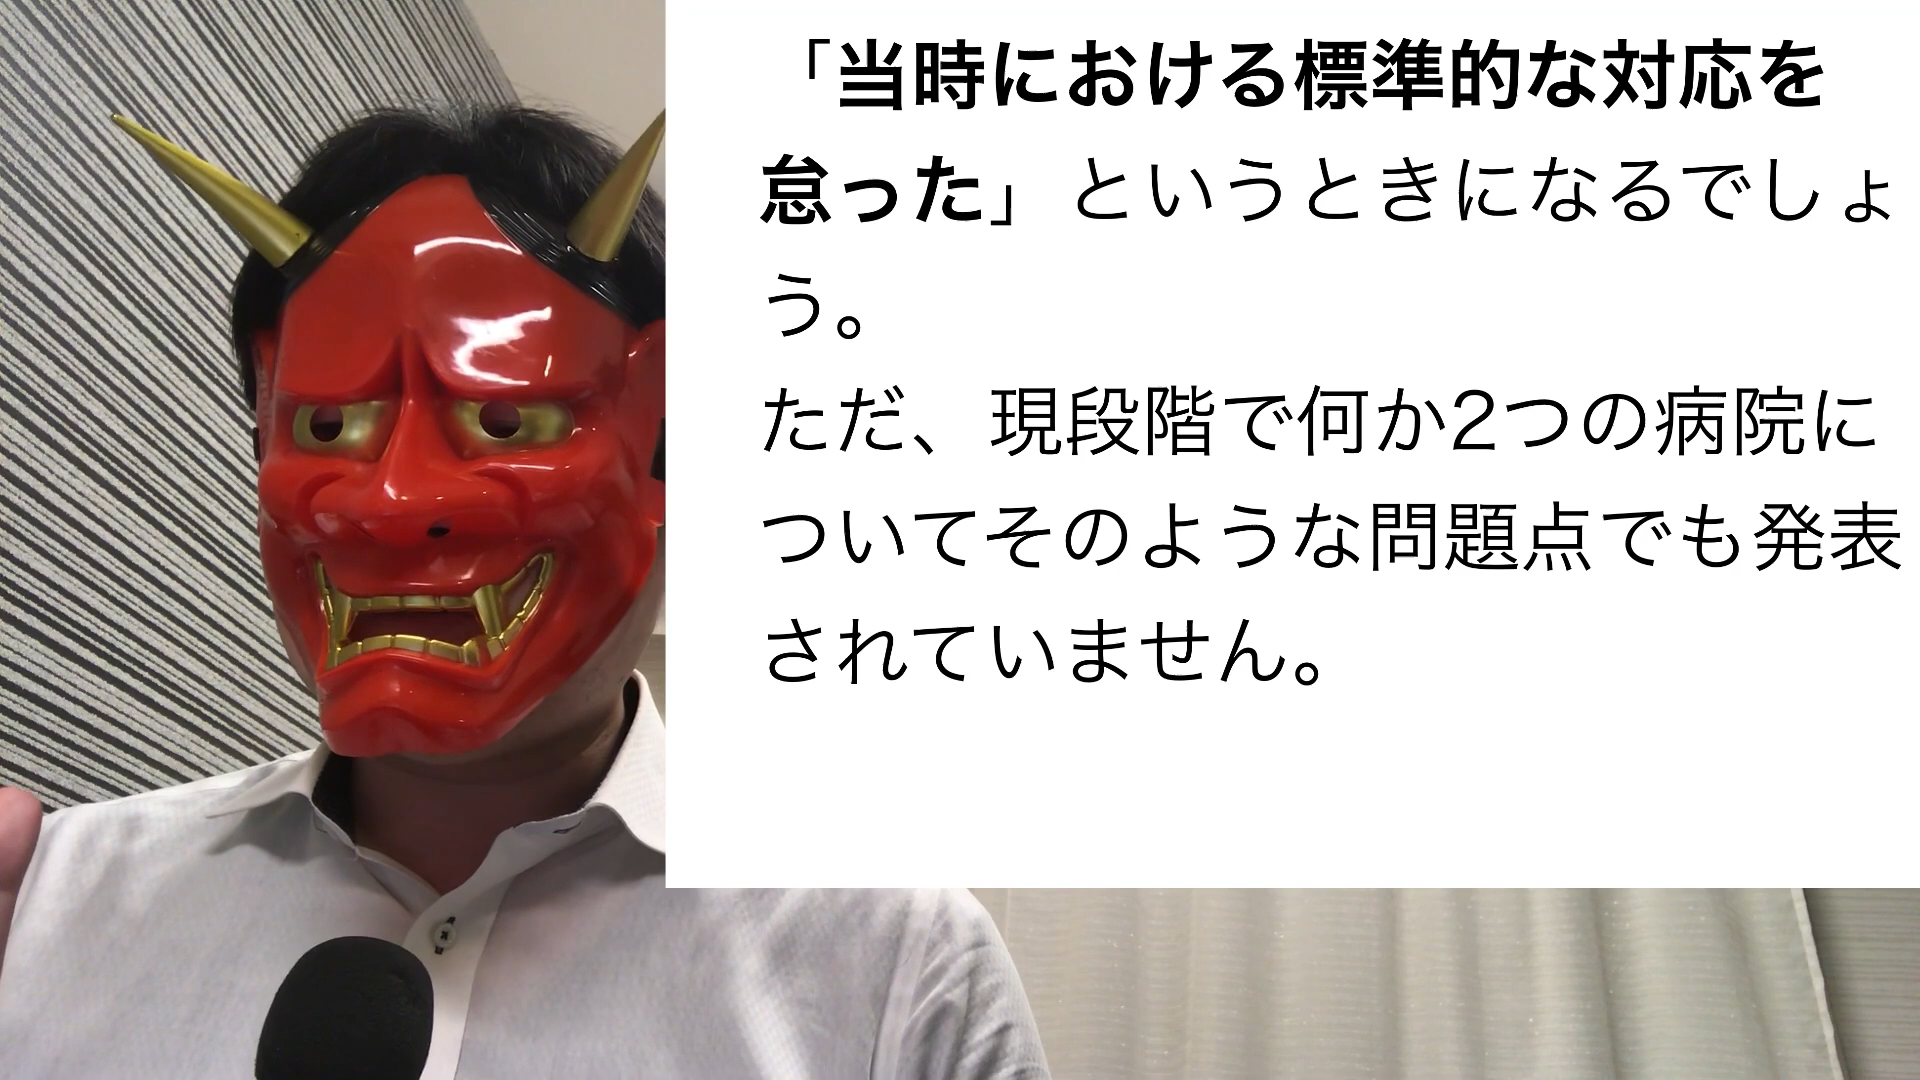 「当時における標準的な対応を
怠った」というときになるでしょ
う。
ただ、現段階で何か2つの病院に
ついてそのような問題点でも発表
されていません。